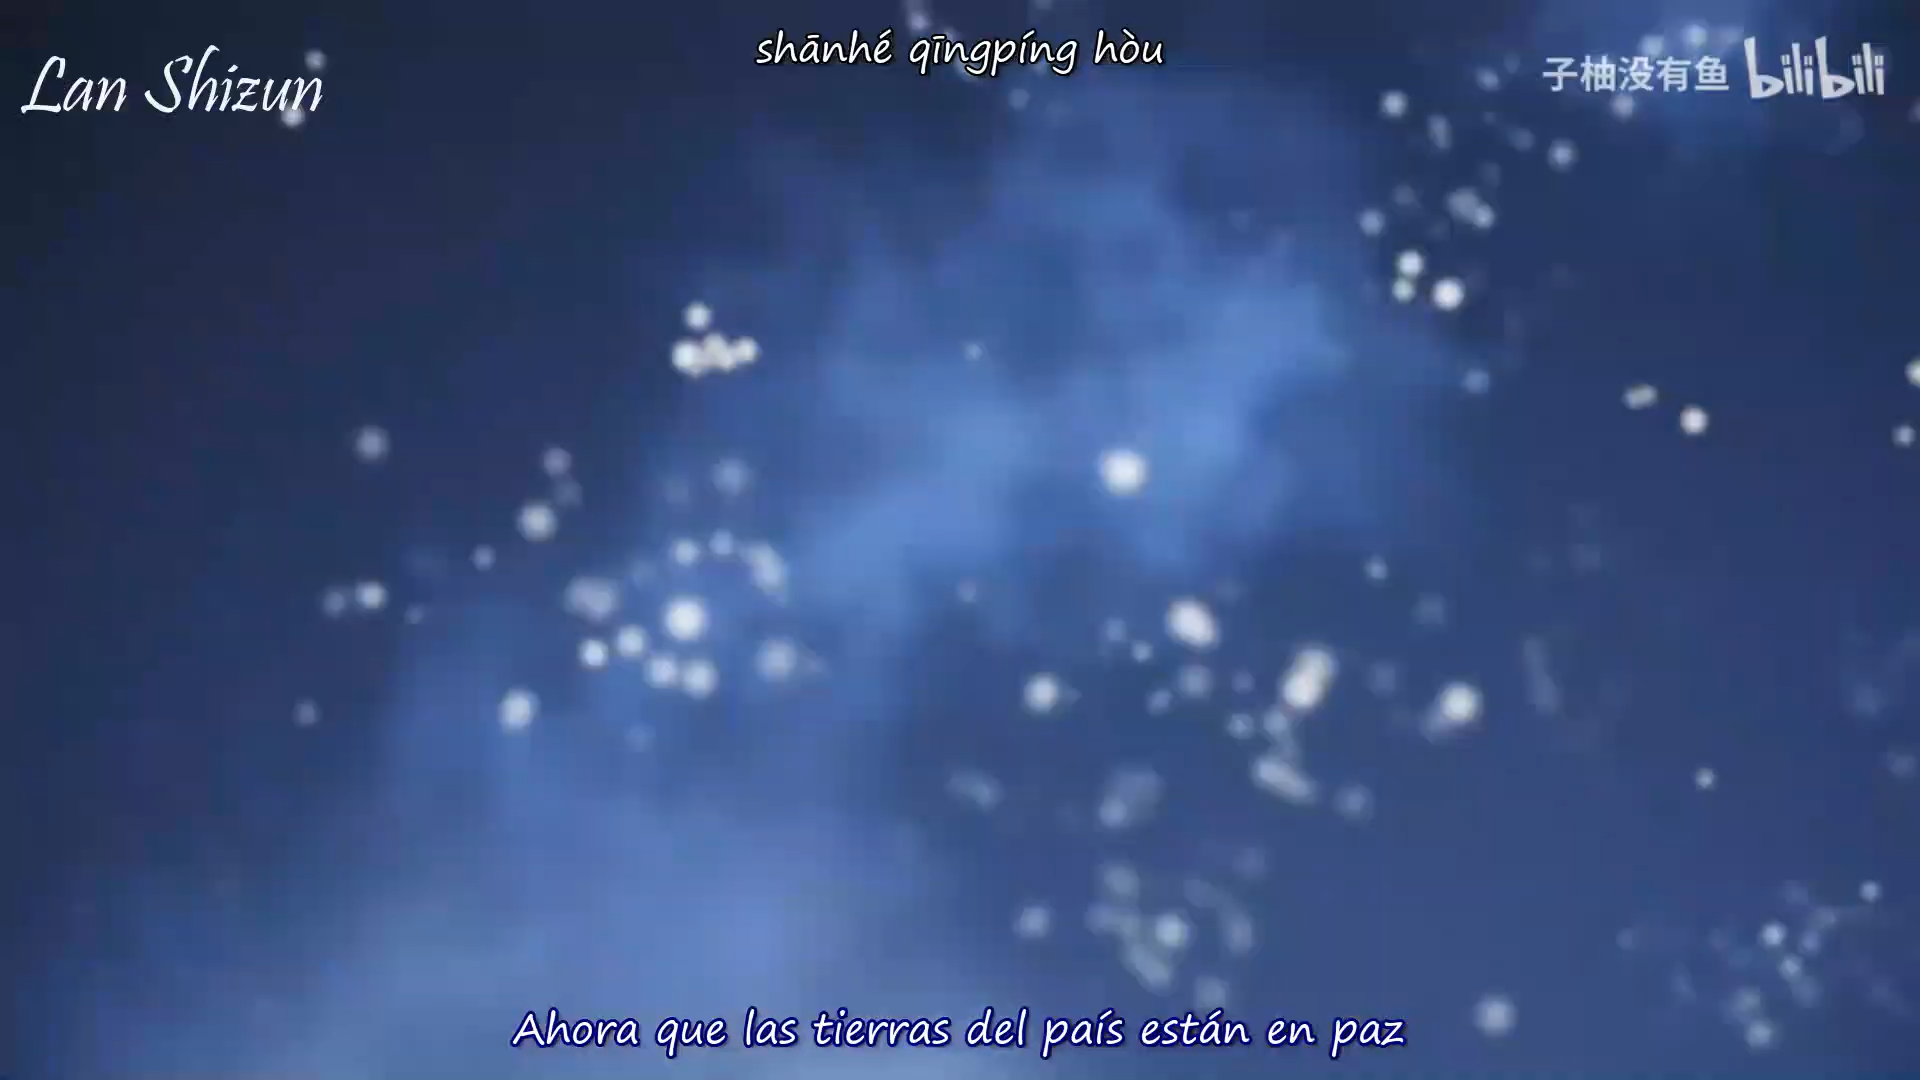 shānhé qīngpíng hòu
Lan Shizun
子柚没有鱼 bilibili
Ahora que las tierras del país están en paz